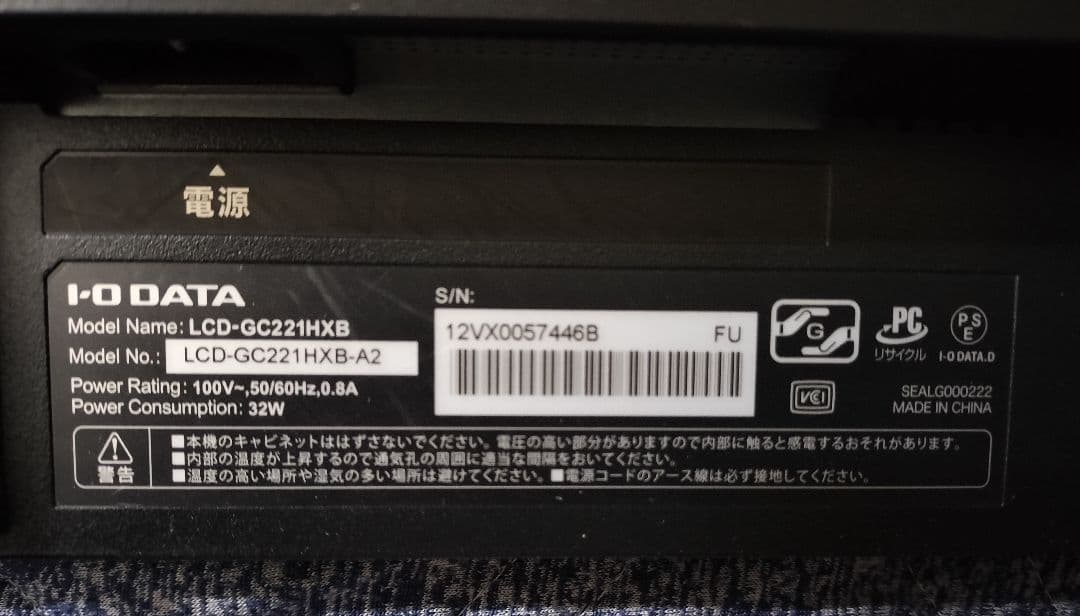 電源
I-O DATA
Model Name: LCD-GC221HXB
Model No.: LCD-GC221HXB-A2
Power Rating: 100V~,50/60Hz,0.8A
Power Consumption: 32W
S/N:
12VX0057446B FU
G
PC
リサイクル
PSE
I-O DATA.D
VCI
SEALG000222
MADE IN CHINA
警告
■本機のキャビネットははずさないでください。電圧の高い部分がありますので内部に触ると感電するおそれがあります。
■内部の温度が上昇するので通気孔の周囲に適当な間隔をおいてください。
■温度の高い場所や湿気の多い場所は避けてください。■電源コードのアース線は必ず接地してください。